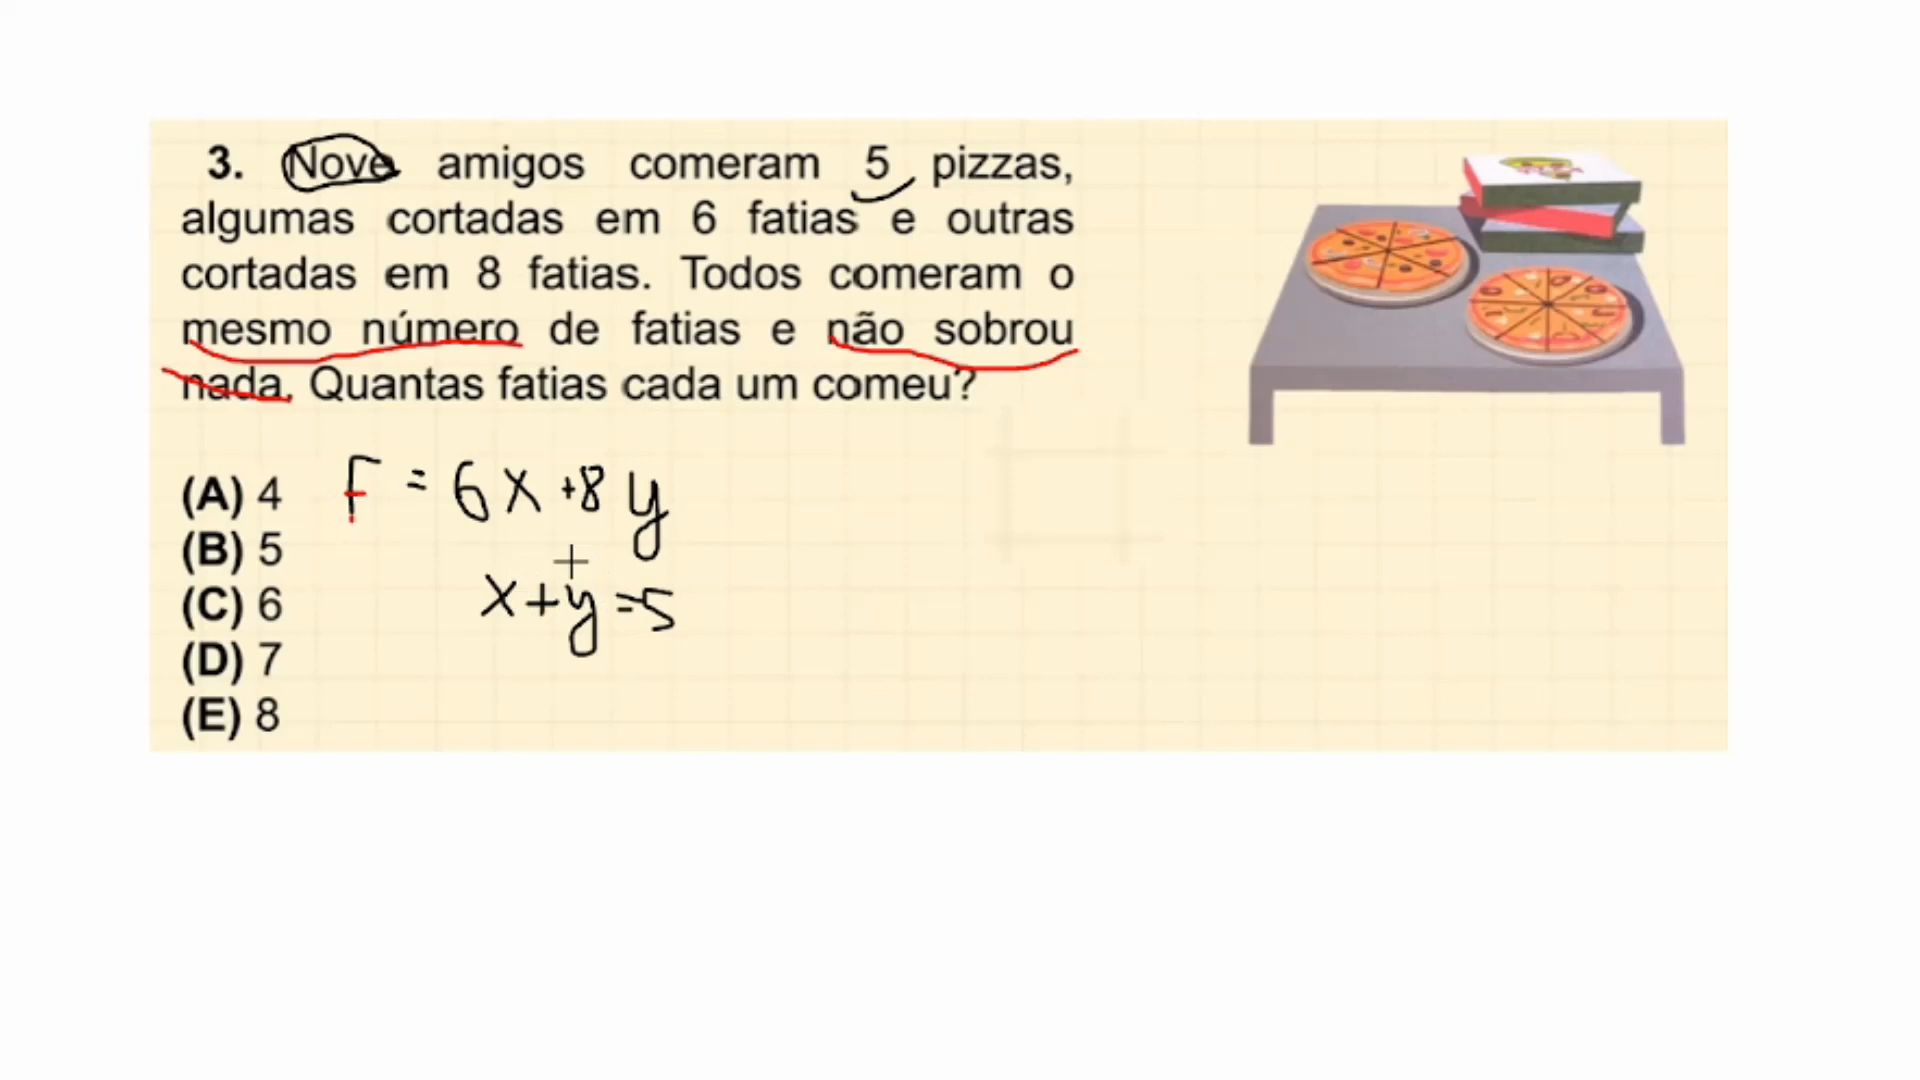 3. Nove amigos comeram 5 pizzas,
algumas cortadas em 6 fatias e outras
cortadas em 8 fatias. Todos comeram o
mesmo número de fatias e não sobrou
nada. Quantas fatias cada um comeu?
(A) 4
(B) 5
(C) 6
(D) 7
(E) 8
F = 6x+8y
x+y=5